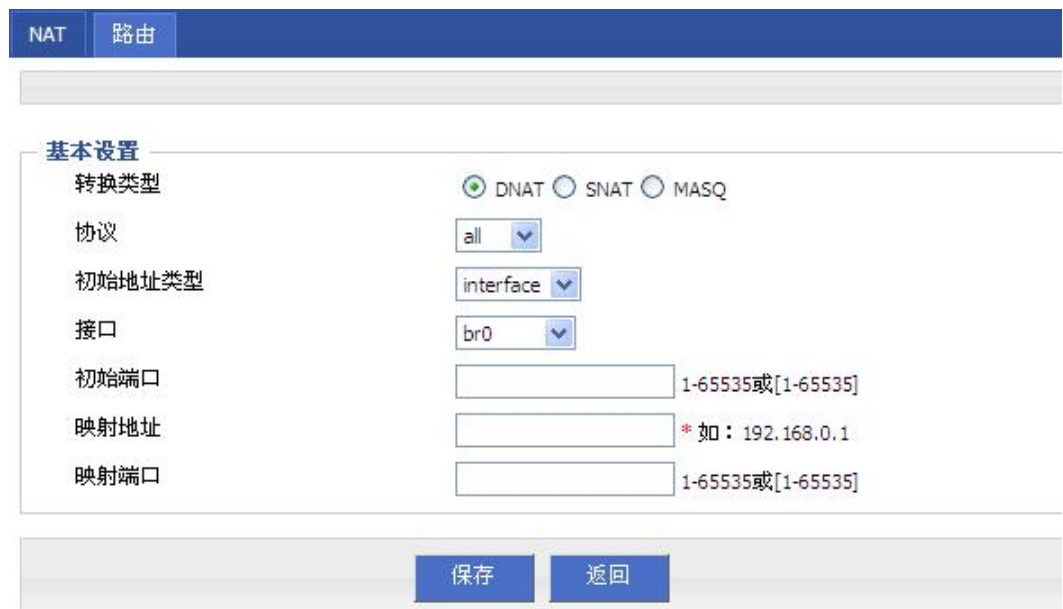 NAT 路由
基本设置
转换类型 DNAT SNAT MASQ
协议 all
初始地址类型 interface
接口 br0
初始端口 1-65535或[1-65535]
映射地址 * 如：192.168.0.1
映射端口 1-65535或[1-65535]
保存 返回